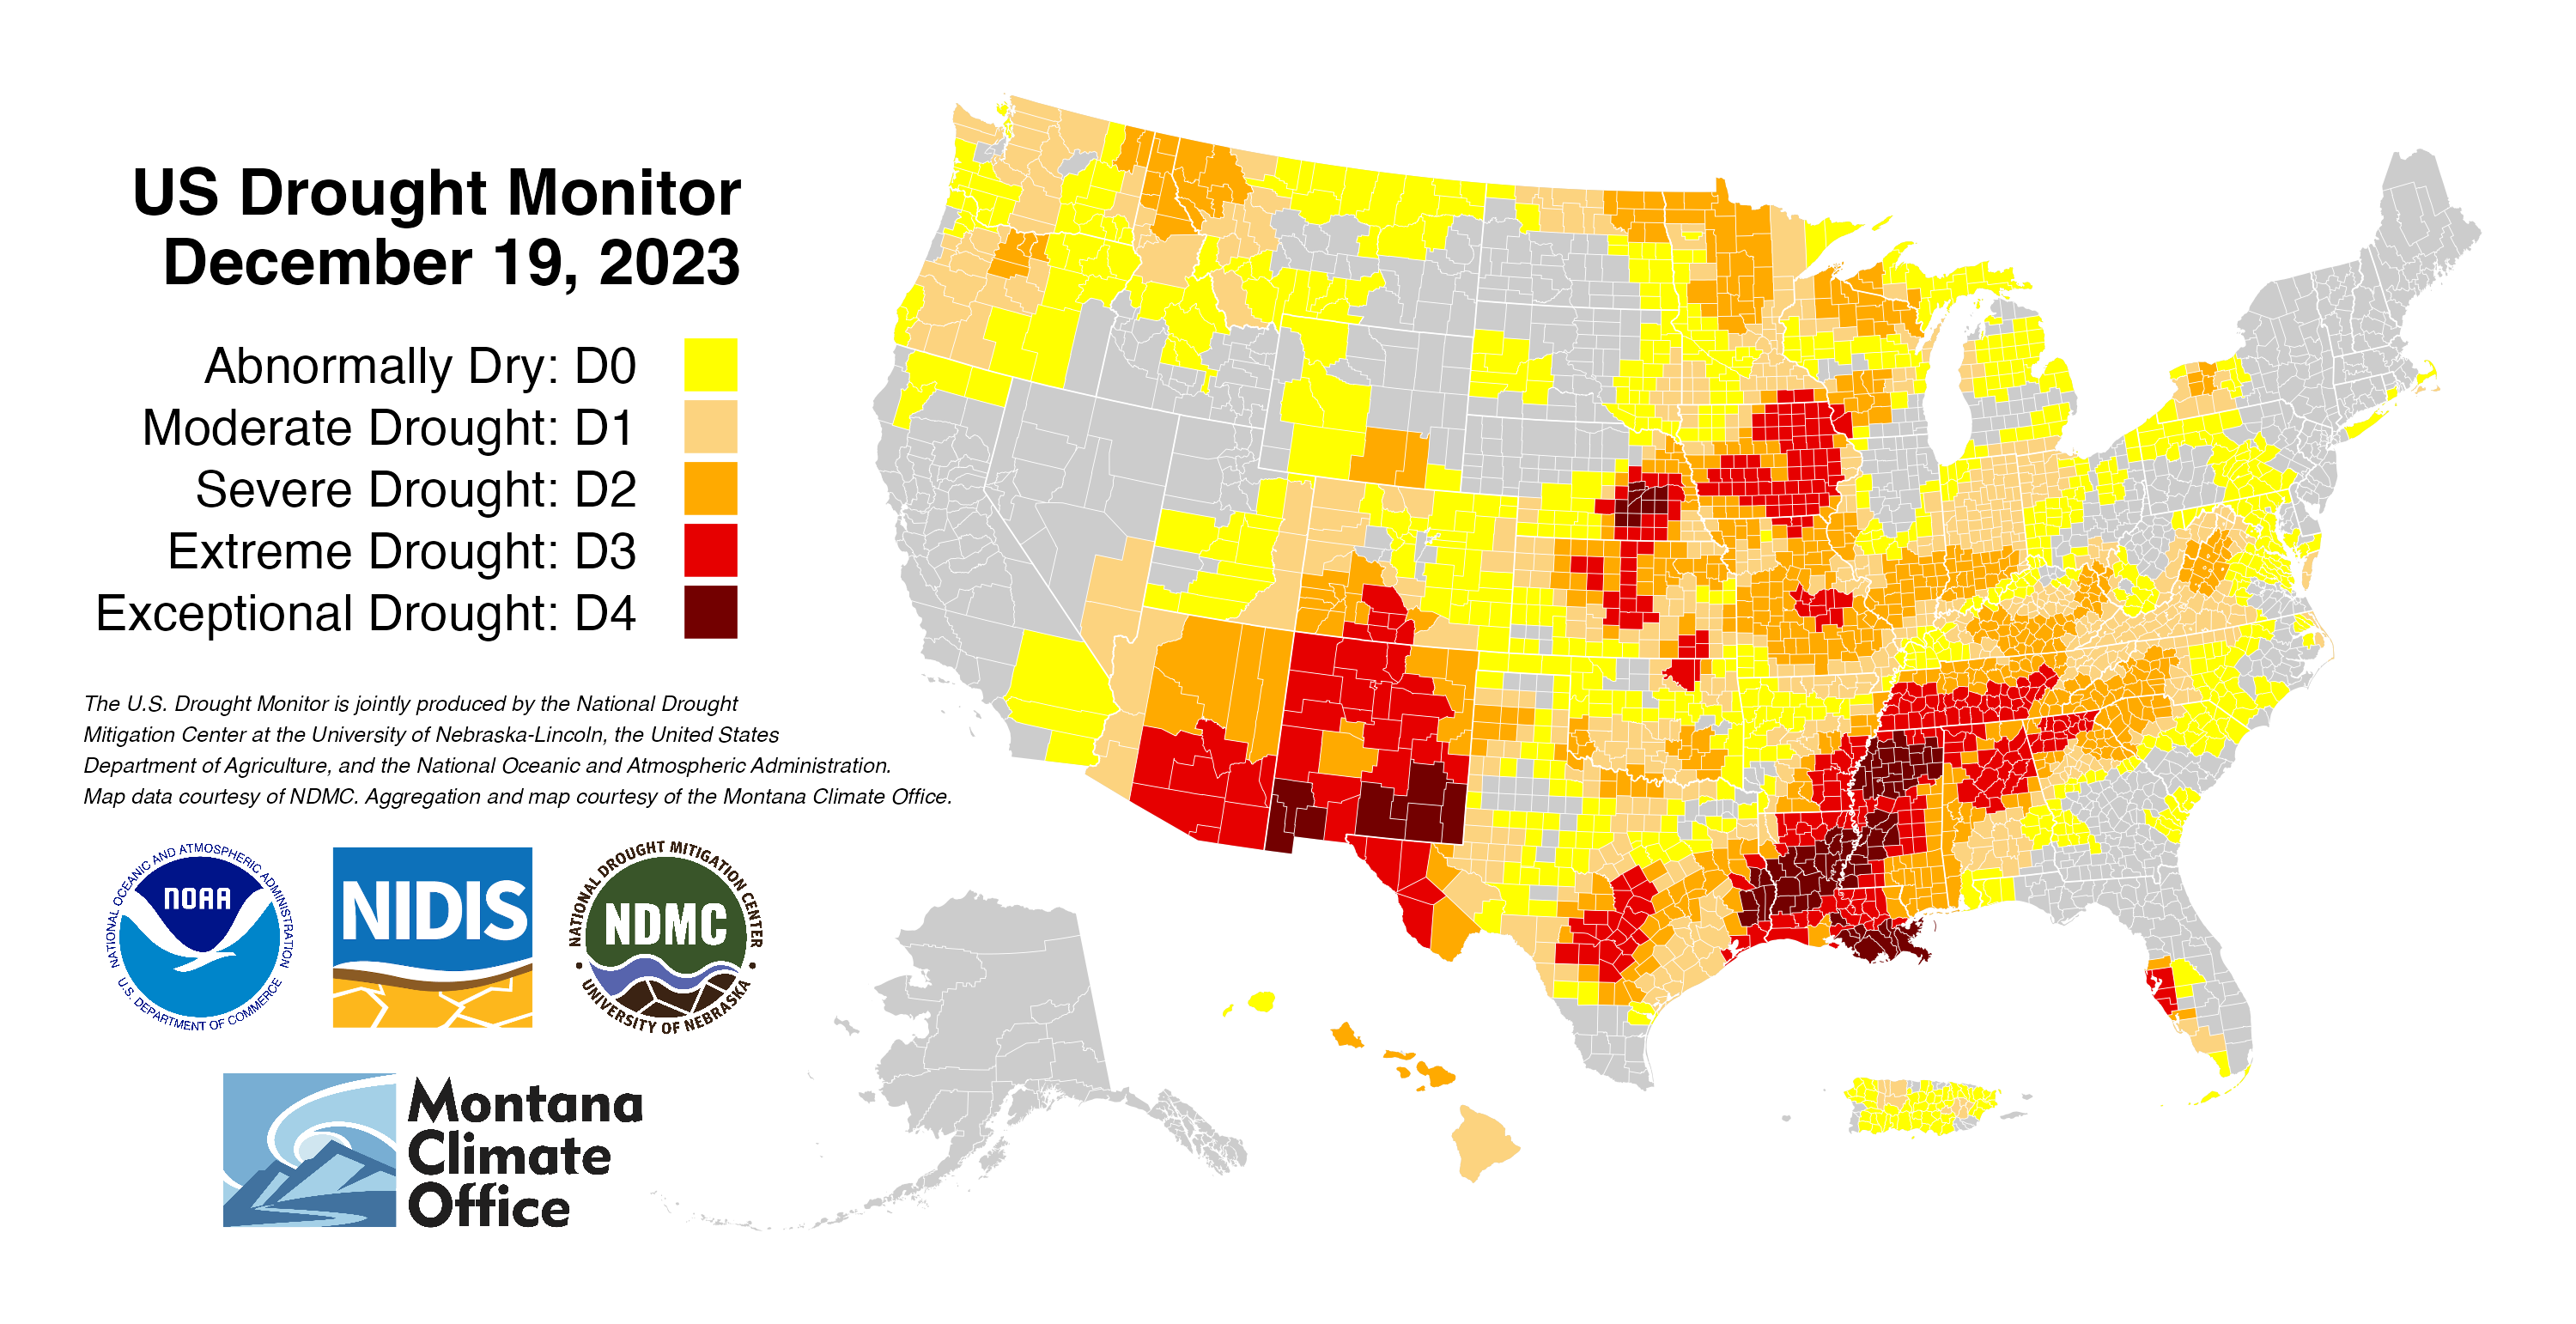 US Drought Monitor
December 19, 2023
Abnormally Dry: D0
Moderate Drought: D1
Severe Drought: D2
Extreme Drought: D3
Exceptional Drought: D4
The U.S. Drought Monitor is jointly produced by the National Drought
Mitigation Center at the University of Nebraska-Lincoln, the United States
Department of Agriculture, and the National Oceanic and Atmospheric Administration.
Map data courtesy of NDMC. Aggregation and map courtesy of the Montana Climate Office.
NATIONAL OCEANIC AND ATMOSPHERIC ADMINISTRATION
NOAA
U.S. DEPARTMENT OF COMMERCE
NIDIS
NATIONAL DROUGHT MITIGATION CENTER
NDMC
UNIVERSITY OF NEBRASKA
Montana
Climate
Office